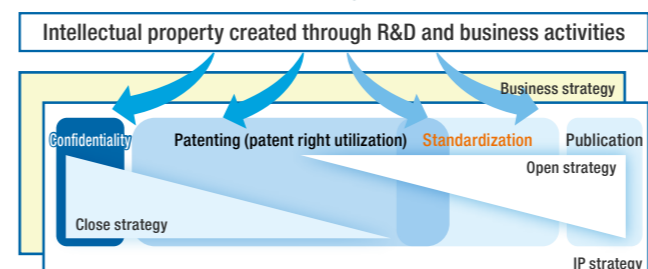 Intellectual property created through R&D and business activities
Business strategy
Confidentiality
Patenting (patent right utilization)
Standardization
Publication
Open strategy
Close strategy
IP strategy